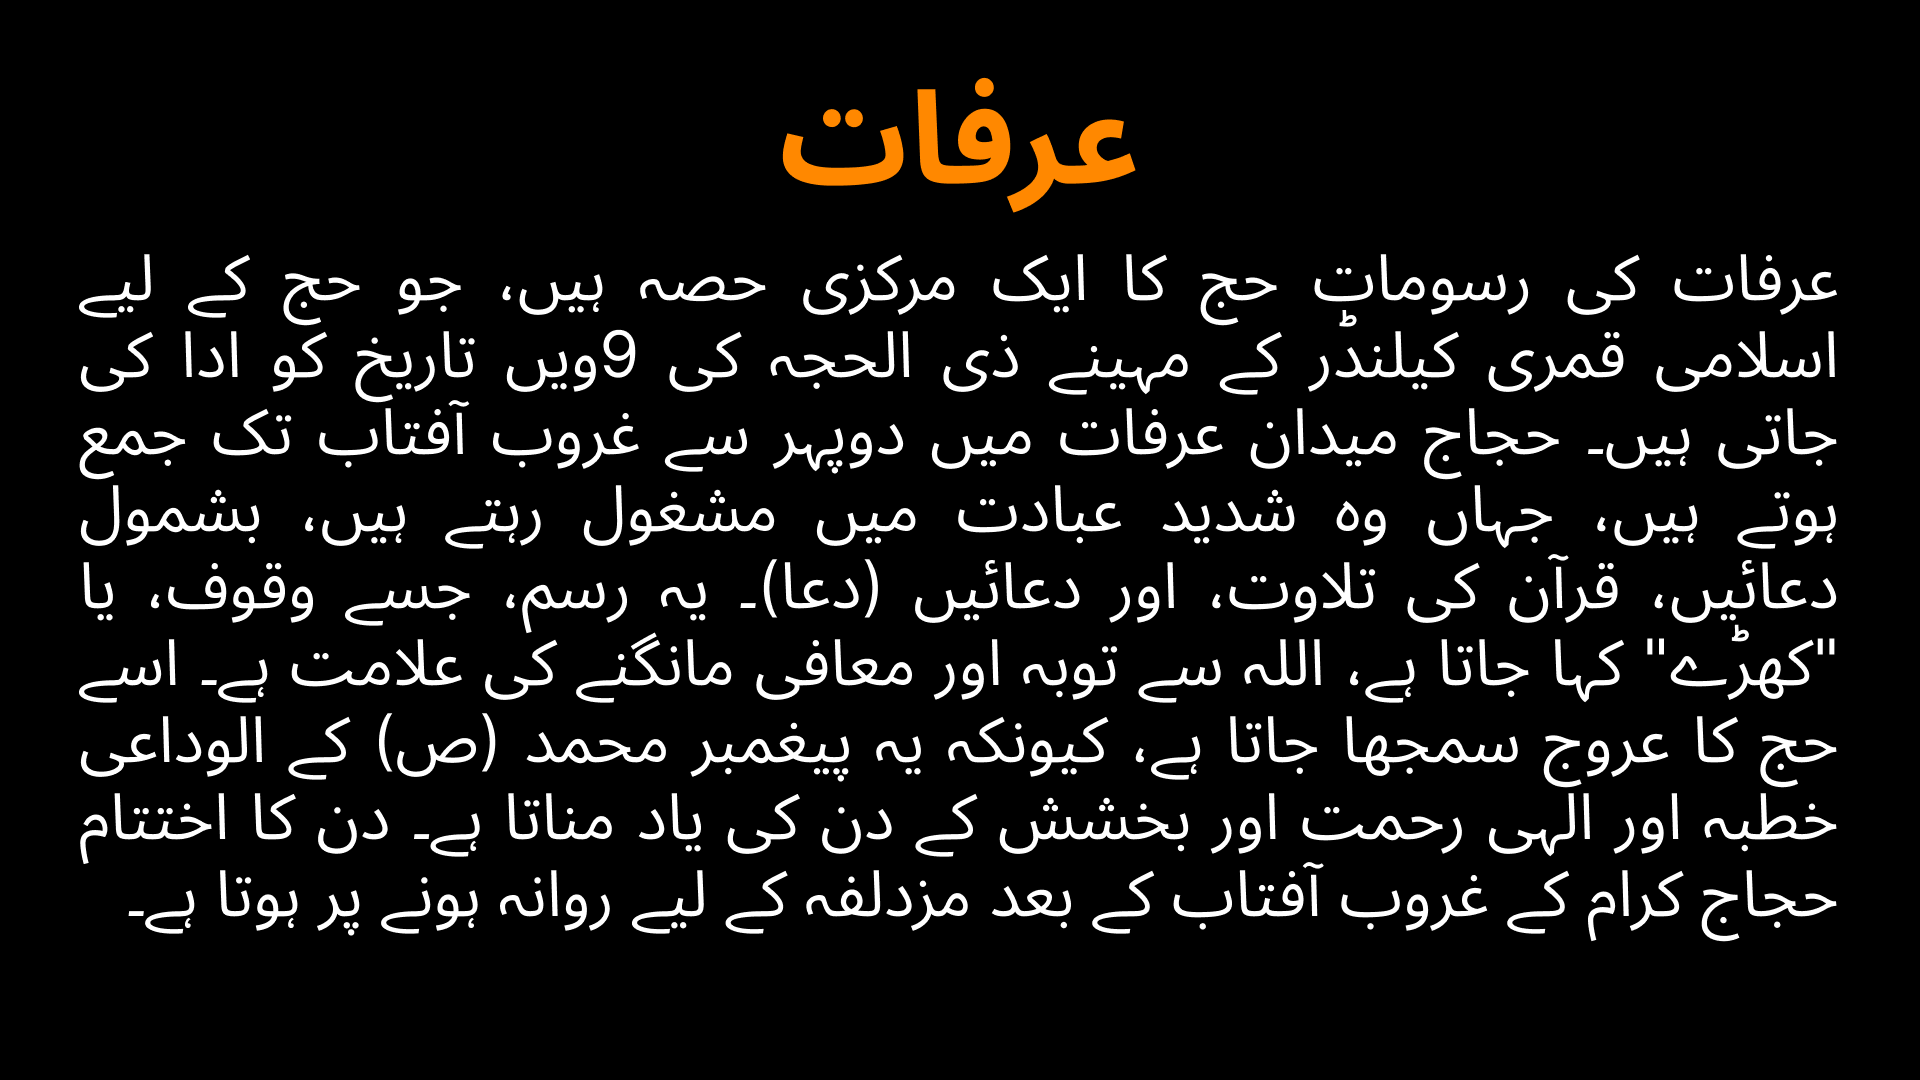 عرفات
عرفات کی رسومات حج کا ایک مرکزی حصہ ہیں، جو حج کے لیے
اسلامی قمری کیلنڈر کے مہینے ذی الحجہ کی 9ویں تاریخ کو ادا کی
جاتی ہیں۔ حجاج میدان عرفات میں دوپہر سے غروب آفتاب تک جمع
ہوتے ہیں، جہاں وہ شدید عبادت میں مشغول رہتے ہیں، بشمول
دعائیں، قرآن کی تلاوت، اور دعائیں (دعا)۔ یہ رسم، جسے وقوف، یا
"کھڑے" کہا جاتا ہے، اللہ سے توبہ اور معافی مانگنے کی علامت ہے۔ اسے
حج کا عروج سمجھا جاتا ہے، کیونکہ یہ پیغمبر محمد (ص) کے الوداعی
خطبہ اور الہی رحمت اور بخشش کے دن کی یاد مناتا ہے۔ دن کا اختتام
حجاج کرام کے غروب آفتاب کے بعد مزدلفہ کے لیے روانہ ہونے پر ہوتا ہے۔